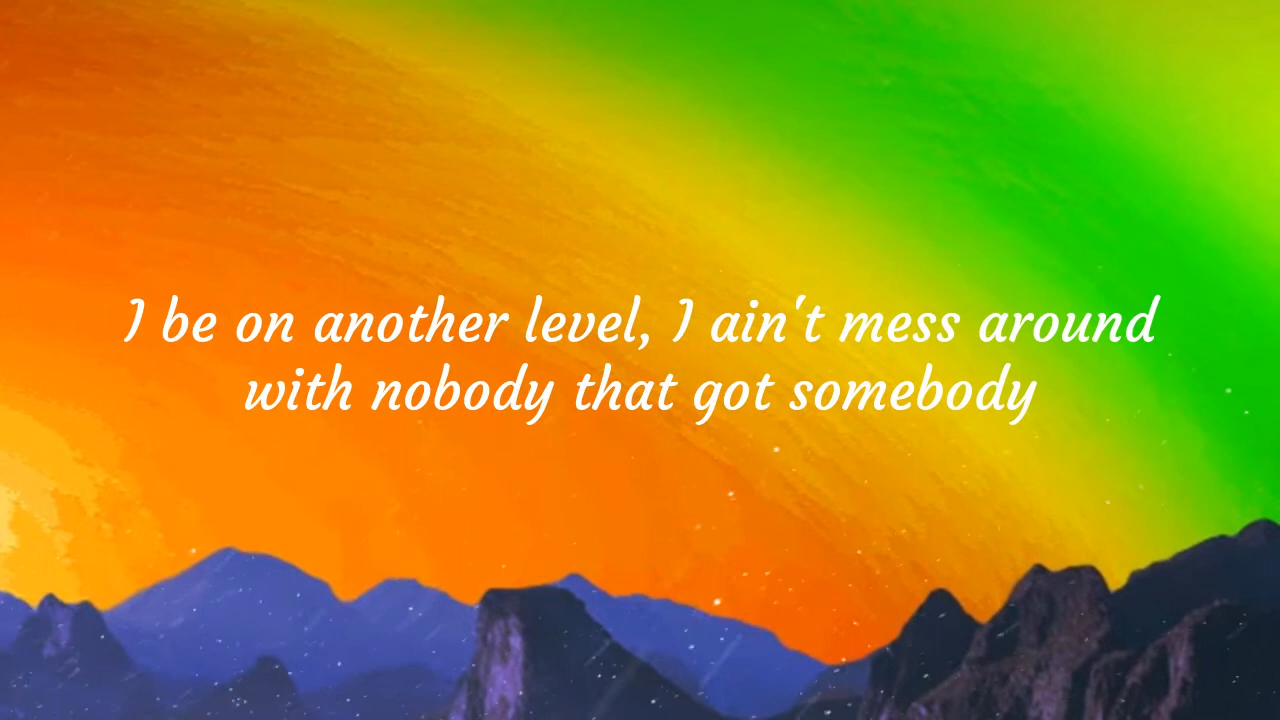 I be on another level, I ain't mess around
with nobody that got somebody